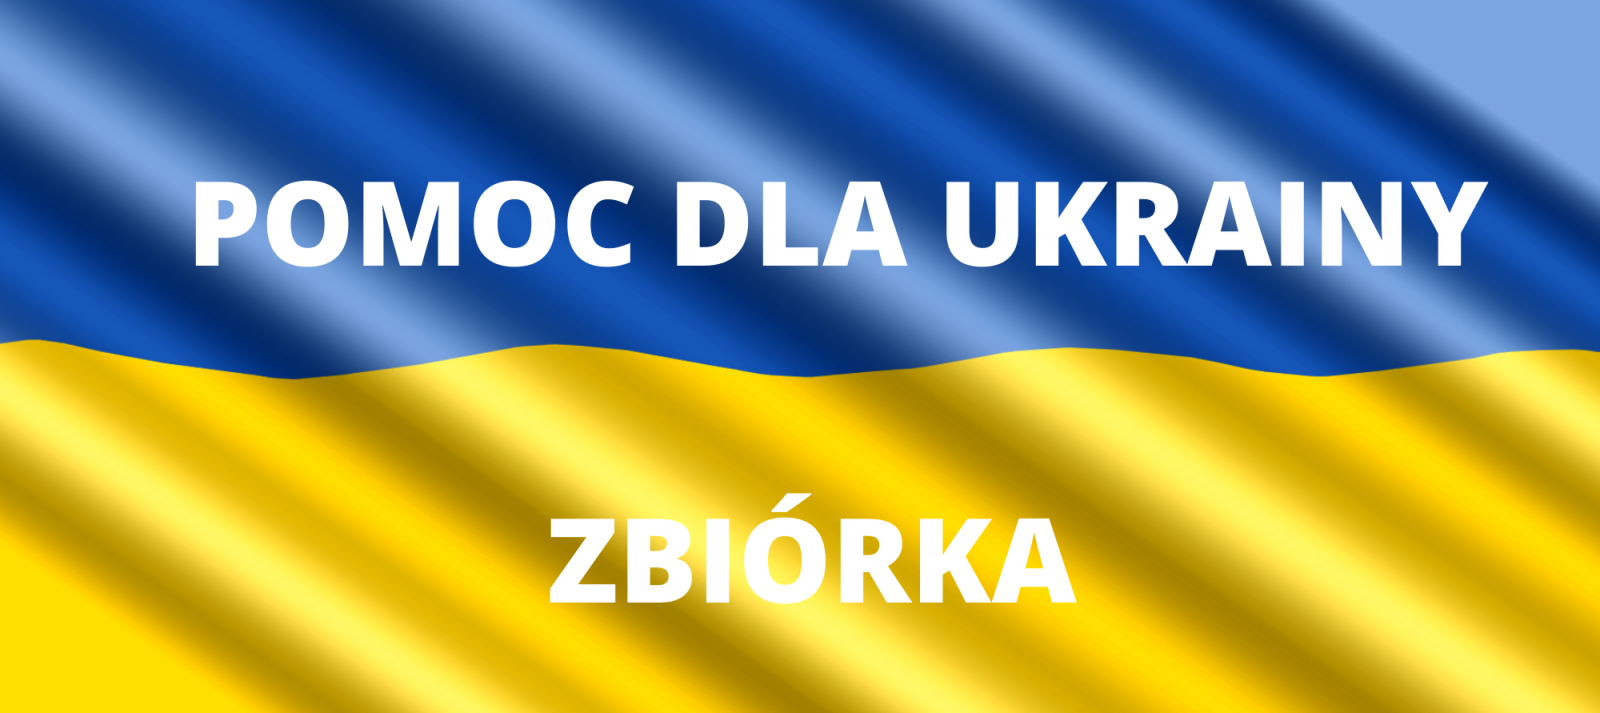 POMOC DLA UKRAINY
ZBIÓRKA